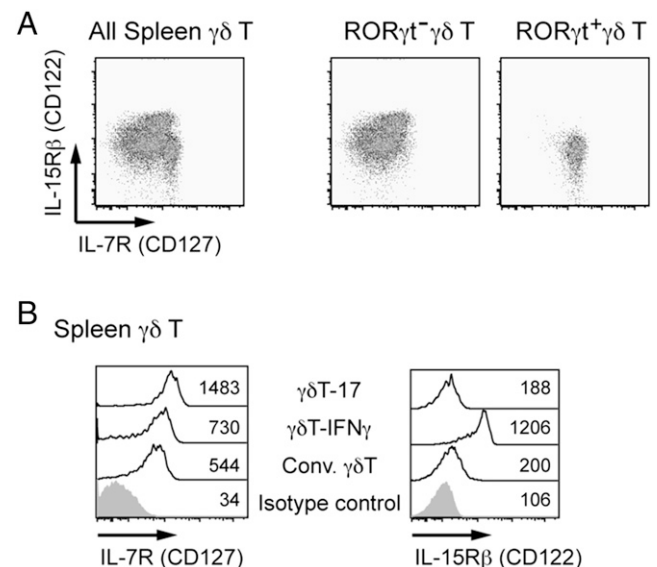 A
All Spleen γδ T
RORγt⁻γδ T
RORγt⁺γδ T
IL-15Rβ (CD122)
IL-7R (CD127)
B
Spleen γδ T
1483
γδT-17
188
730
γδT-IFNγ
1206
544
Conv. γδT
200
34
Isotype control
106
IL-7R (CD127)
IL-15Rβ (CD122)